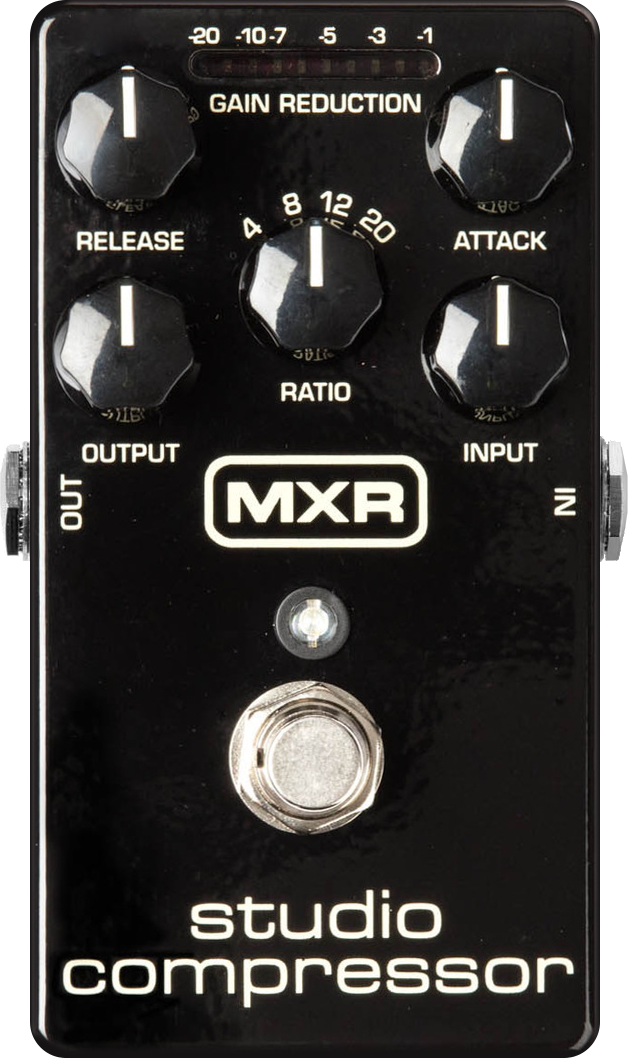 -20 -10 -7 -5 -3 -1
GAIN REDUCTION
RELEASE
ATTACK
4 8 12 20
RATIO
OUTPUT
INPUT
OUT
IN
MXR
studio
compressor